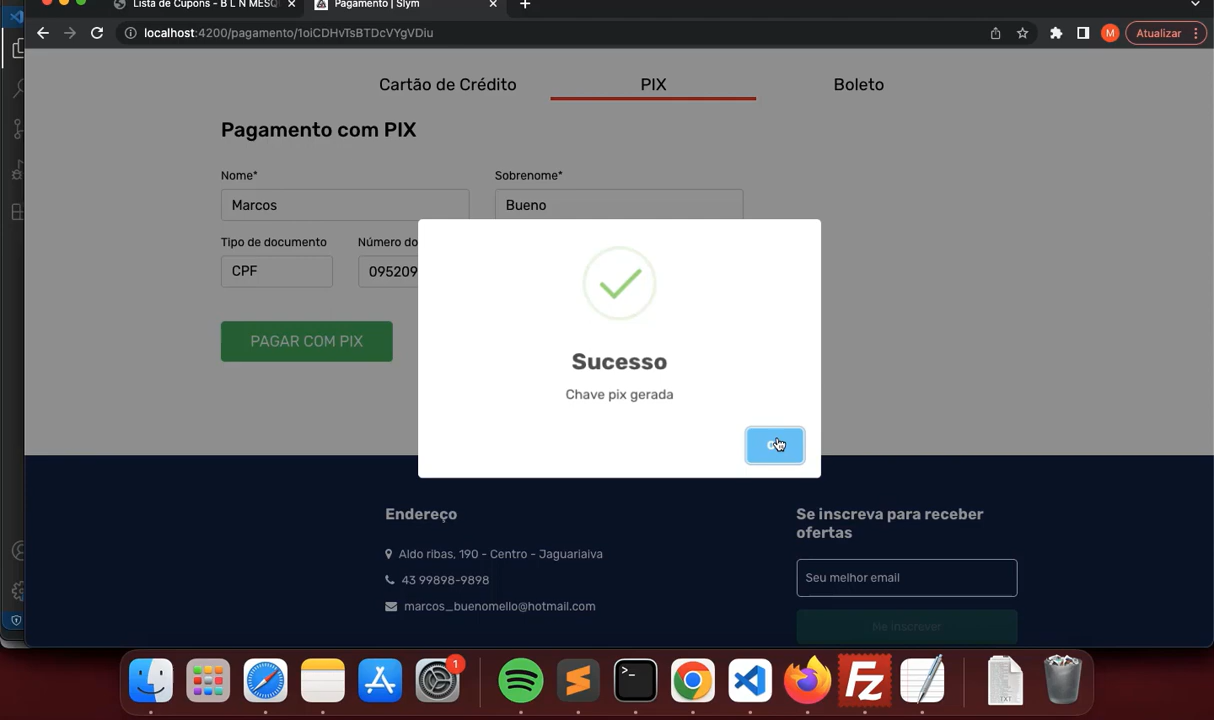 Lista de Cupons - B L N MESQ
Pagamento | Slym
localhost:4200/pagamento/1oiCDHvTsBTDcVYgVDiu
M
Atualizar
Cartão de Crédito
PIX
Boleto
Pagamento com PIX
Nome*
Sobrenome*
Marcos
Bueno
Tipo de documento
Número do
CPF
095209
PAGAR COM PIX
Sucesso
Chave pix gerada
Endereço
Aldo ribas, 190 - Centro - Jaguariaiva
43 99898-9898
marcos_buenomello@hotmail.com
Se inscreva para receber
ofertas
Seu melhor email
Me inscrever
1
Fz
TXT